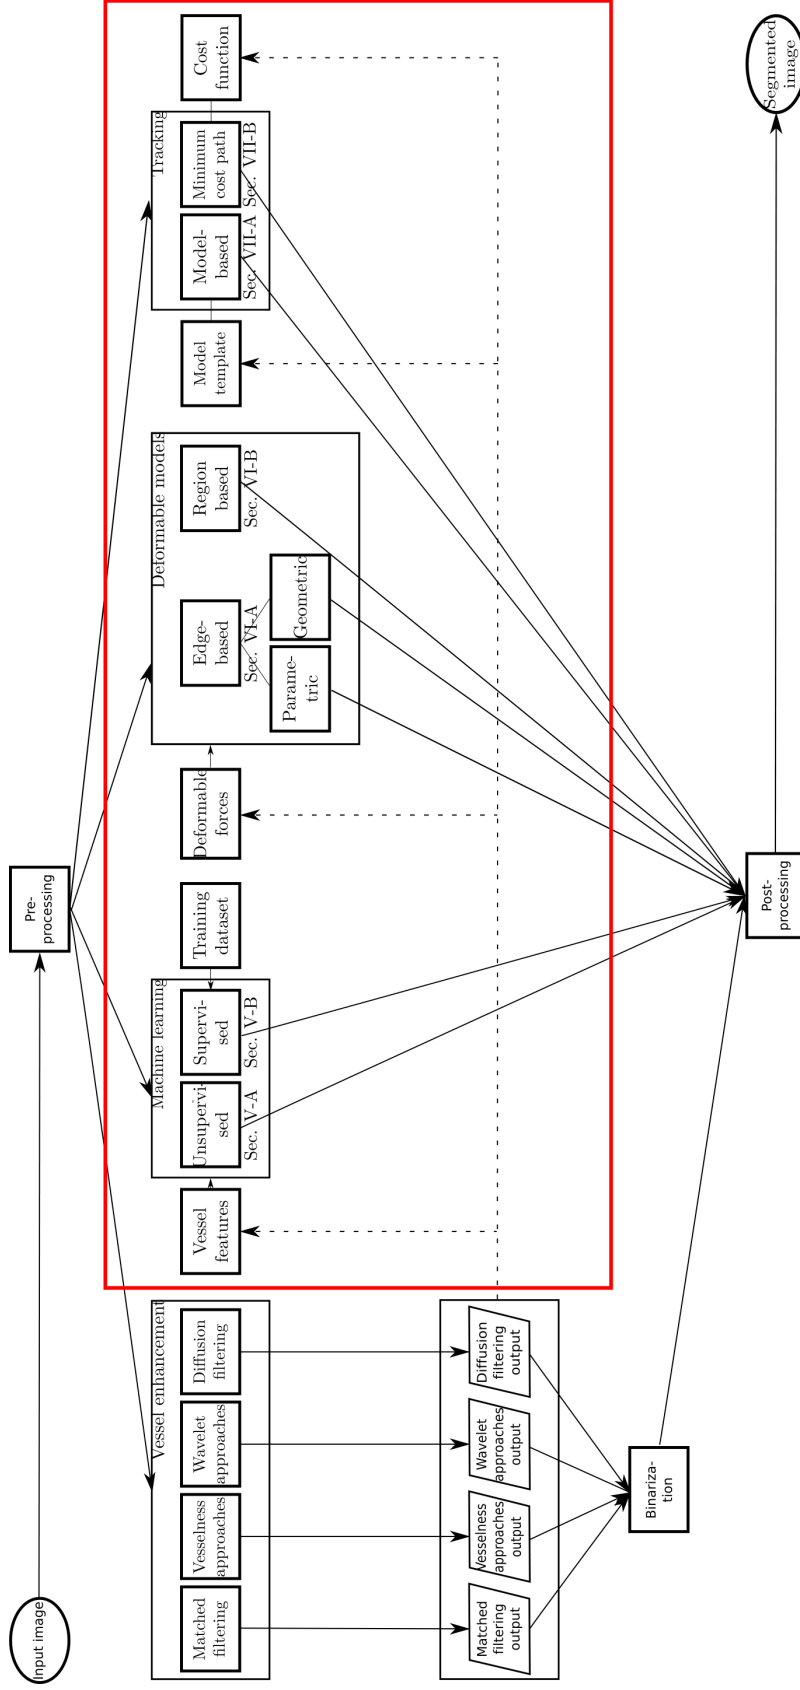 Input image
Pre-
processing
Vessel enhancement
Matched
filtering
Vesselness
approaches
Wavelet
approaches
Diffusion
filtering
Vessel
features
Machine learning
Unsupervi-
sed
Sec. V-A
Supervi-
sed
Sec. V-B
Training
dataset
Deformable
forces
Deformable models
Edge-
based
Sec. VI-A
Parame-
tric
Geometric
Region
based
Sec. VI-B
Model
template
Tracking
Model-
based
Sec. VII-A
Minimum
cost path
Sec. VII-B
Cost
function
Matched
filtering
output
Vesselness
approaches
output
Wavelet
approaches
output
Diffusion
filtering
output
Binariza-
tion
Post-
processing
Segmented
image